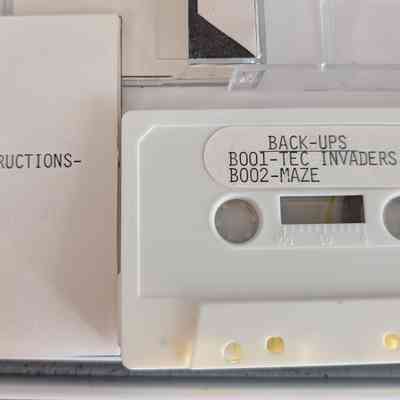 RUCTIONS-
BACK-UPS
B001-TEC INVADERS
B002-MAZE